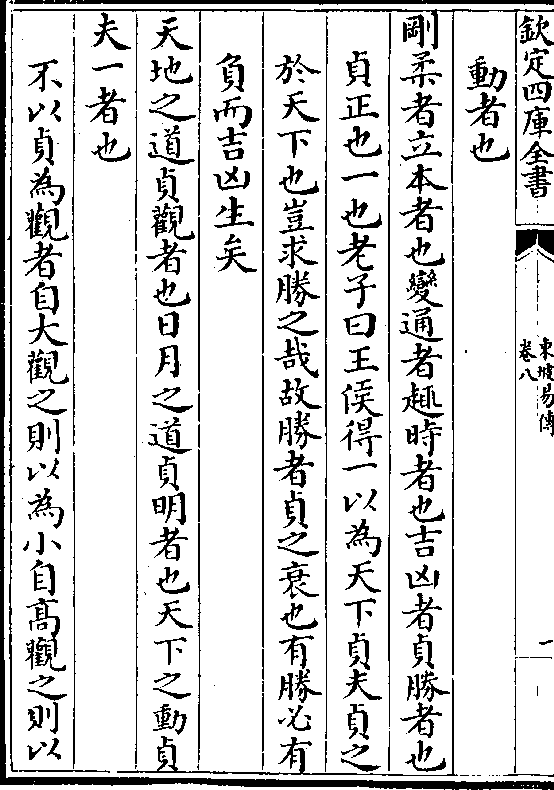 欽定四庫全書
東坡易傳
卷八
一
動者也
剛柔者立本者也變通者趣時者也吉凶者貞勝者也
貞正也一也老子曰王侯得一以為天下貞夫貞之
於天下也豈求勝之哉故勝者貞之衰也有勝必有
負而吉凶生矣
天地之道貞觀者也日月之道貞明者也天下之動貞
夫一者也
不以貞為觀者自大觀之則以為小自髙觀之則以